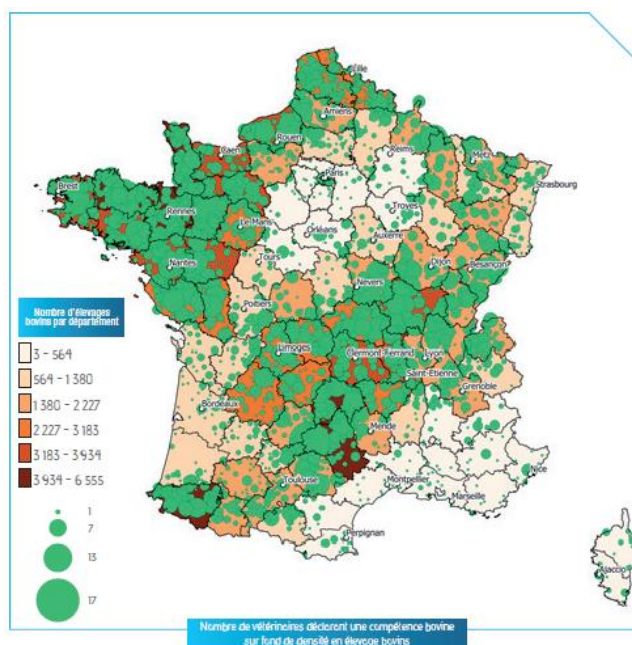 Lille
Amiens
Rouen
Caen
Reims
Metz
Paris
Strasbourg
Brest
Rennes
Troyes
Le Mans
Orléans
Auxerre
Nantes
Tours
Dijon
Besançon
Nevers
Poitiers
Nombre d'élevages
bovins par département
3 - 564
564 - 1 380
1 380 - 2 227
2 227 - 3 183
3 183 - 3 934
3 934 - 6 555
1
7
13
17
Limoges
Clermont-Ferrand
Lyon
Saint-Etienne
Grenoble
Bordeaux
Mende
Toulouse
Montpellier
Nice
Marseille
Perpignan
Ajaccio
Nombre de vétérinaires déclarant une compétence bovine
sur fond de densité en élevage bovins